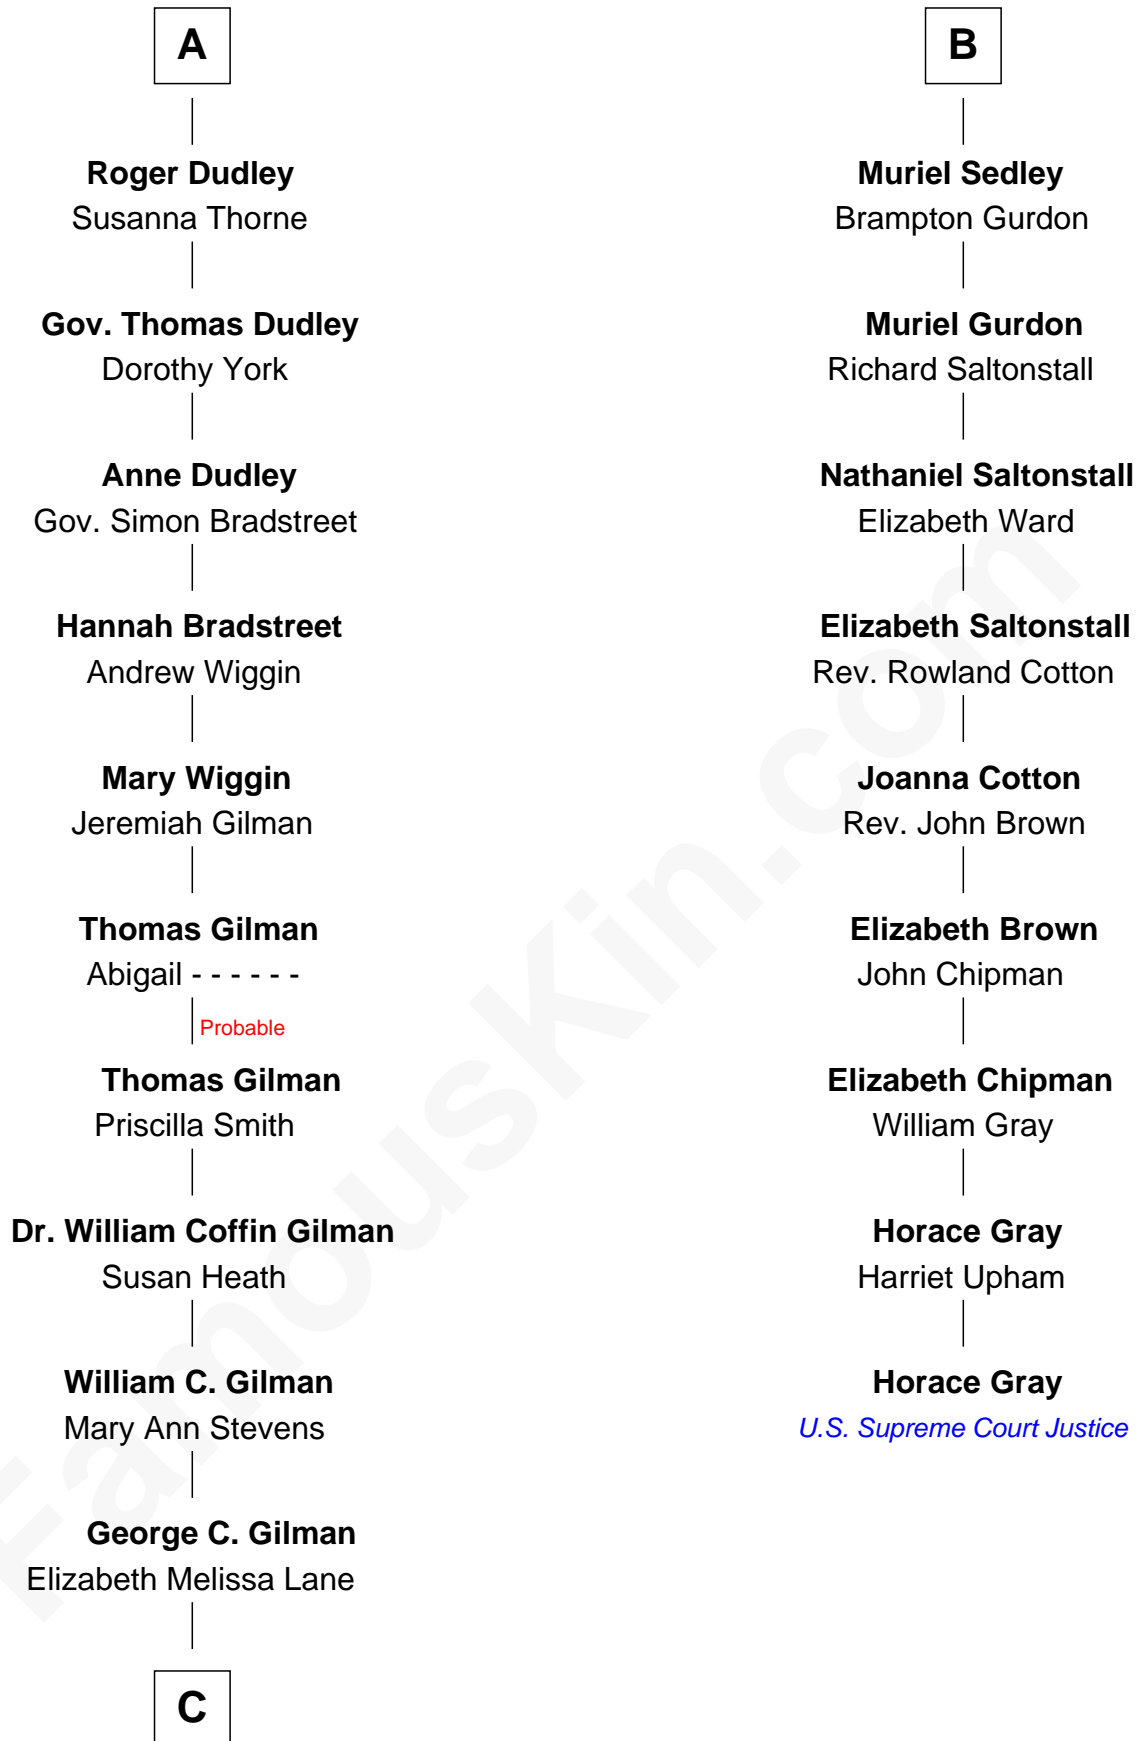 A
Roger Dudley
Susanna Thorne
Gov. Thomas Dudley
Dorothy York
Anne Dudley
Gov. Simon Bradstreet
Hannah Bradstreet
Andrew Wiggin
Mary Wiggin
Jeremiah Gilman
Thomas Gilman
Abigail - - - - - -
Probable
Thomas Gilman
Priscilla Smith
Dr. William Coffin Gilman
Susan Heath
William C. Gilman
Mary Ann Stevens
George C. Gilman
Elizabeth Melissa Lane
C
B
Muriel Sedley
Brampton Gurdon
Muriel Gurdon
Richard Saltonstall
Nathaniel Saltonstall
Elizabeth Ward
Elizabeth Saltonstall
Rev. Rowland Cotton
Joanna Cotton
Rev. John Brown
Elizabeth Brown
John Chipman
Elizabeth Chipman
William Gray
Horace Gray
Harriet Upham
Horace Gray
U.S. Supreme Court Justice
FamousKin.com